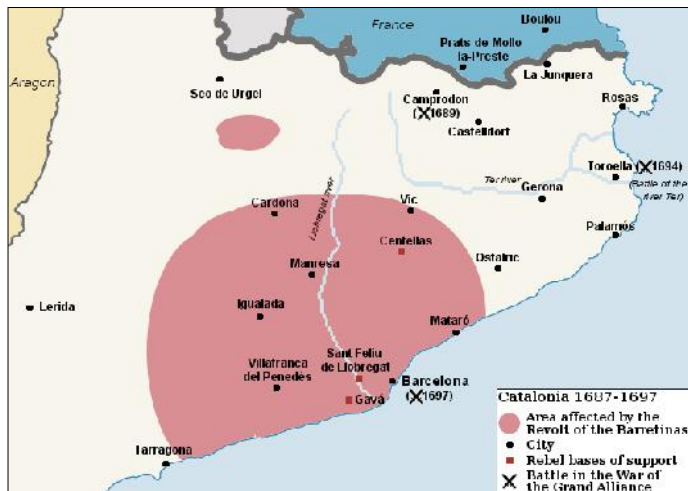 France
Boulou
Prats de Mollo
la-Preste
La Junquera
Aragon
Seo de Urgel
Camprodon
(1689)
Castelldort
Rosas
Toroella (1694)
(Battle of the
river Ter)
Ter river
Gerona
Llobregat river
Cardona
Vic
Palamós
Centellas
Ostalric
Manresa
Lerida
Igualada
Mataró
Sant Feliu
de Llobregat
Villafranca
del Penedès
Barcelona
(1697)
Gavà
Tarragona
Catalonia 1687-1697
Area affected by the
Revolt of the Barretinas
City
Rebel bases of support
Battle in the War of
the Grand Alliance